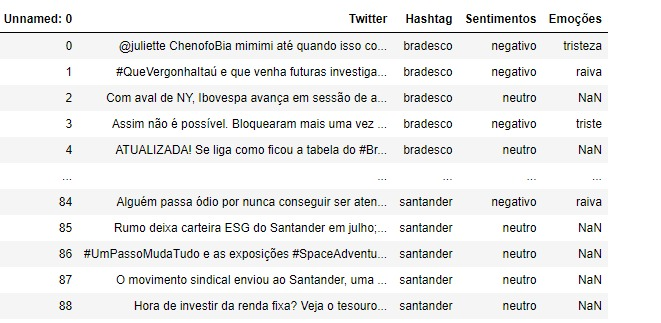 Unnamed: 0 Twitter Hashtag Sentimentos Emoções
0 @juliette ChenofoBia mimimi até quando isso co... bradesco negativo tristeza
1 #QueVergonhaItaú e que venha futuras investiga... bradesco negativo raiva
2 Com aval de NY, Ibovespa avança em sessão de a... bradesco neutro NaN
3 Assim não é possível. Bloquearam mais uma vez ... bradesco negativo triste
4 ATUALIZADA! Se liga como ficou a tabela do #Br... bradesco neutro NaN
... ... ... ... ...
84 Alguém passa ódio por nunca conseguir ser aten... santander negativo raiva
85 Rumo deixa carteira ESG do Santander em julho;... santander neutro NaN
86 #UmPassoMudaTudo e as exposições #SpaceAdventu... santander neutro NaN
87 O movimento sindical enviou ao Santander, uma ... santander neutro NaN
88 Hora de investir da renda fixa? Veja o tesouro... santander neutro NaN